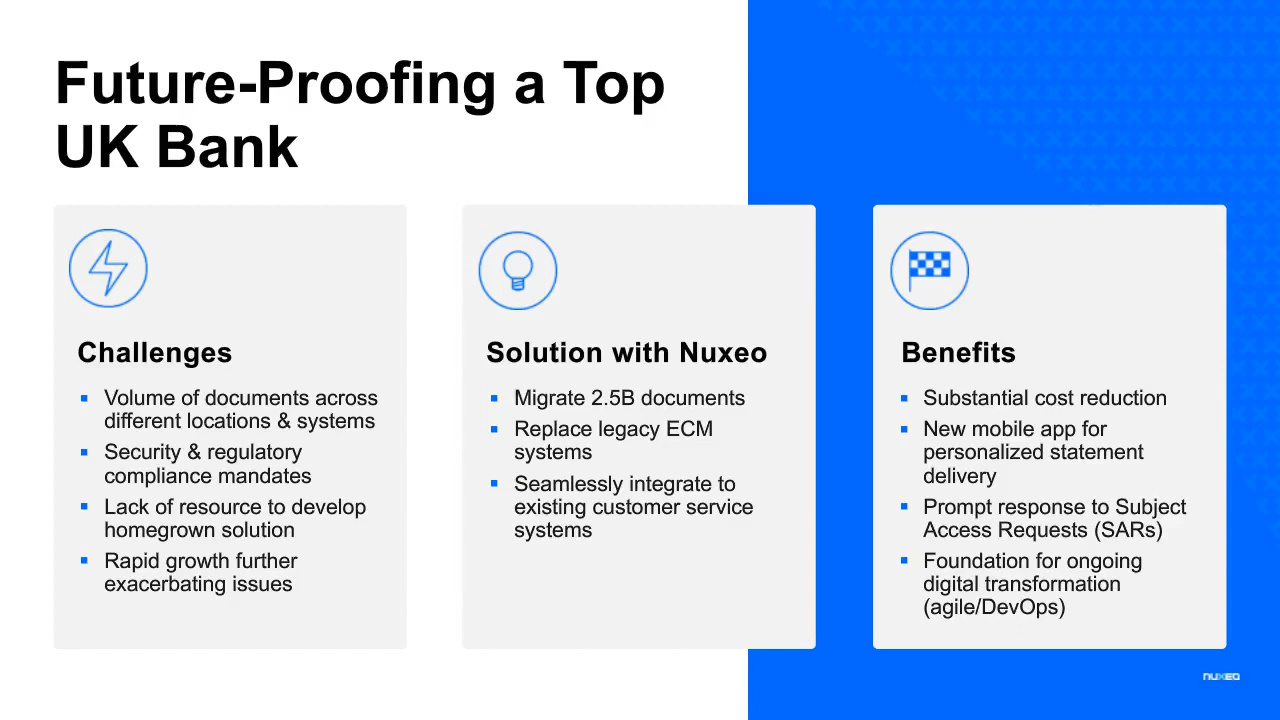 Future-Proofing a Top
UK Bank
Challenges
▪ Volume of documents across
different locations & systems
▪ Security & regulatory
compliance mandates
▪ Lack of resource to develop
homegrown solution
▪ Rapid growth further
exacerbating issues
Solution with Nuxeo
▪ Migrate 2.5B documents
▪ Replace legacy ECM
systems
▪ Seamlessly integrate to
existing customer service
systems
Benefits
▪ Substantial cost reduction
▪ New mobile app for
personalized statement
delivery
▪ Prompt response to Subject
Access Requests (SARs)
▪ Foundation for ongoing
digital transformation
(agile/DevOps)
nuxeo